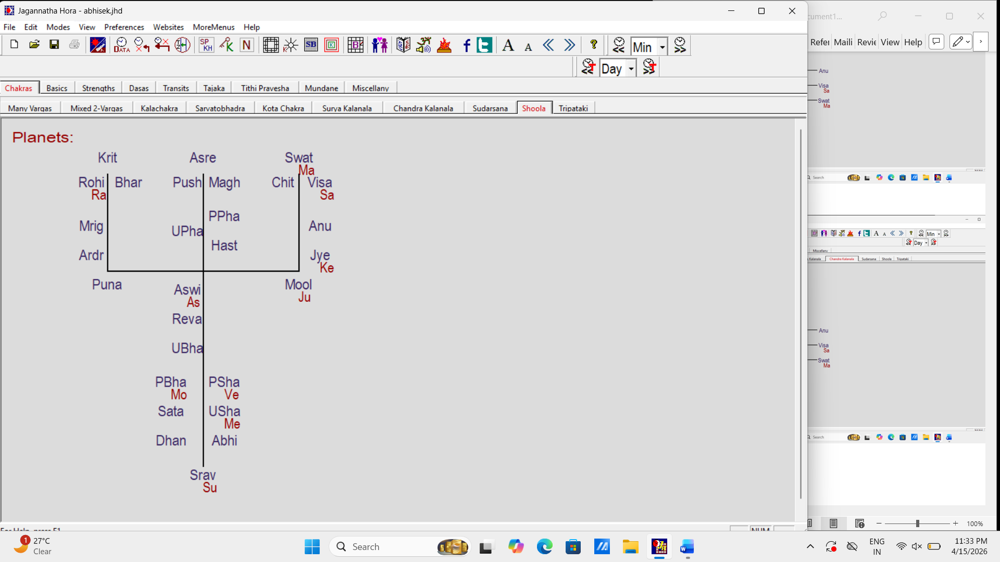 Jagannatha Hora - abhisek.jhd
File Edit Modes View Preferences Websites MoreMenus Help
DATA SP KH K N SB K B A A ? Min
Day
Chakras Basics Strengths Dasas Transits Tajaka Tithi Pravesha Mundane Miscellany
Many Vargas Mixed 2-Vargas Kalachakra Sarvatobhadra Kota Chakra Surya Kalanala Chandra Kalanala Sudarsana Shoola Tripataki
Planets:
Krit Asre Swat
Ma
Rohi Bhar Push Magh Chit Visa
Ra Sa
PPha
Mrig UPha Anu
Hast
Ardr Jye
Ke
Puna Aswi Mool
As Ju
Reva
UBha
PBha PSha
Mo Ve
Sata USha
Me
Dhan Abhi
Srav
Su
For Help, press F1
NUM
cument1...
Refer Maili Revie View Help
Anu
Visa
Sa
Swat
Ma
Search
Min
Day
Miscellany
Kalanala Chandra Kalanala Sudarsana Shoola Tripataki
Anu
Visa
Sa
Swat
Ma
Search
100%
1
27°C
Clear
Search
ENG
IN
11:33 PM
4/15/2026